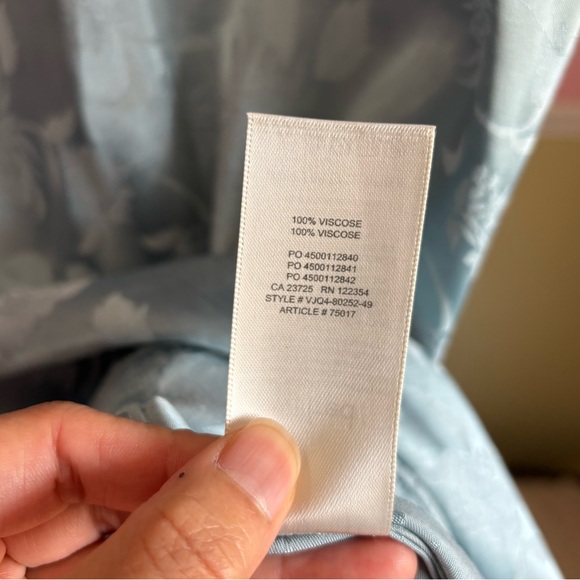 100% VISCOSE
100% VISCOSE
PO 4500112840
PO 4500112841
PO 4500112842
CA 23725 RN 122354
STYLE # VJQ4-80252-49
ARTICLE # 75017